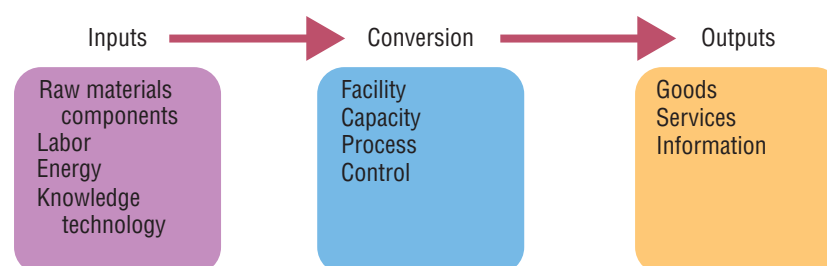 Inputs
Conversion
Outputs
Raw materials
components
Labor
Energy
Knowledge
technology
Facility
Capacity
Process
Control
Goods
Services
Information